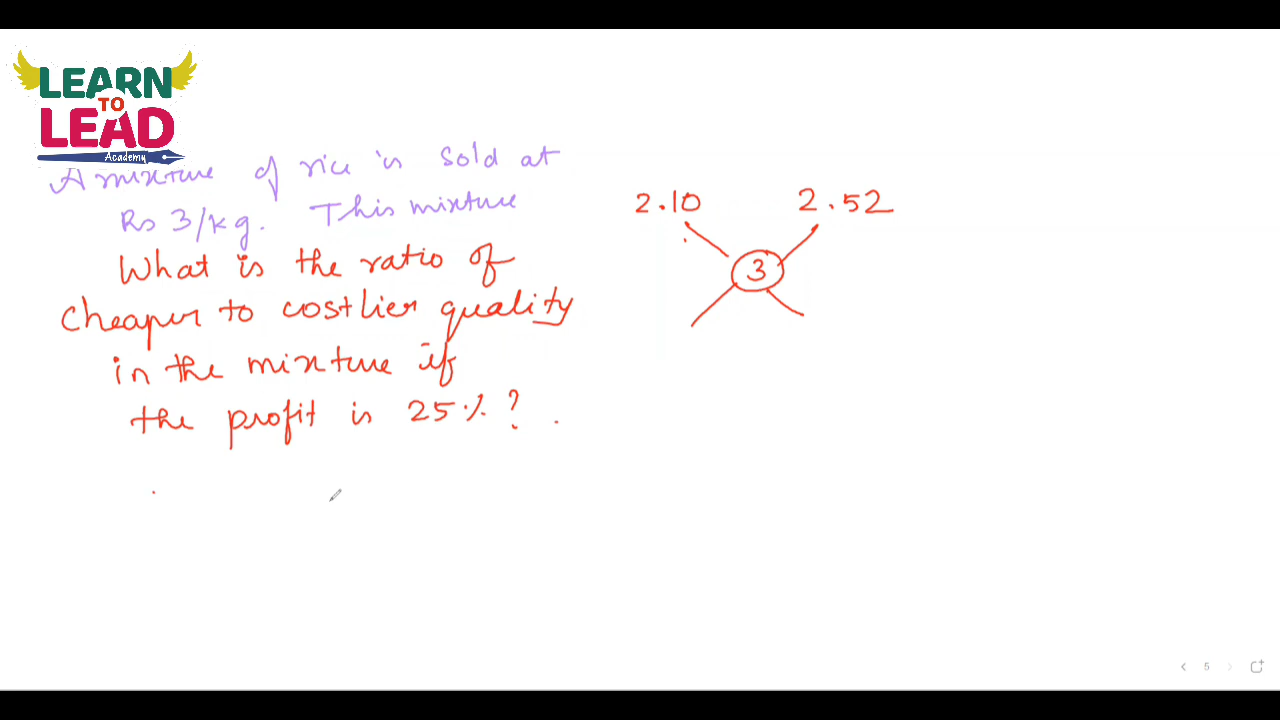 LEARN
TO
LEAD
Academy
A mixture of rice is sold at
Rs 3/kg. This mixture
What is the ratio of
cheaper to costlier quality
in the mixture if
the profit is 25%?
2.10 2.52
3
5